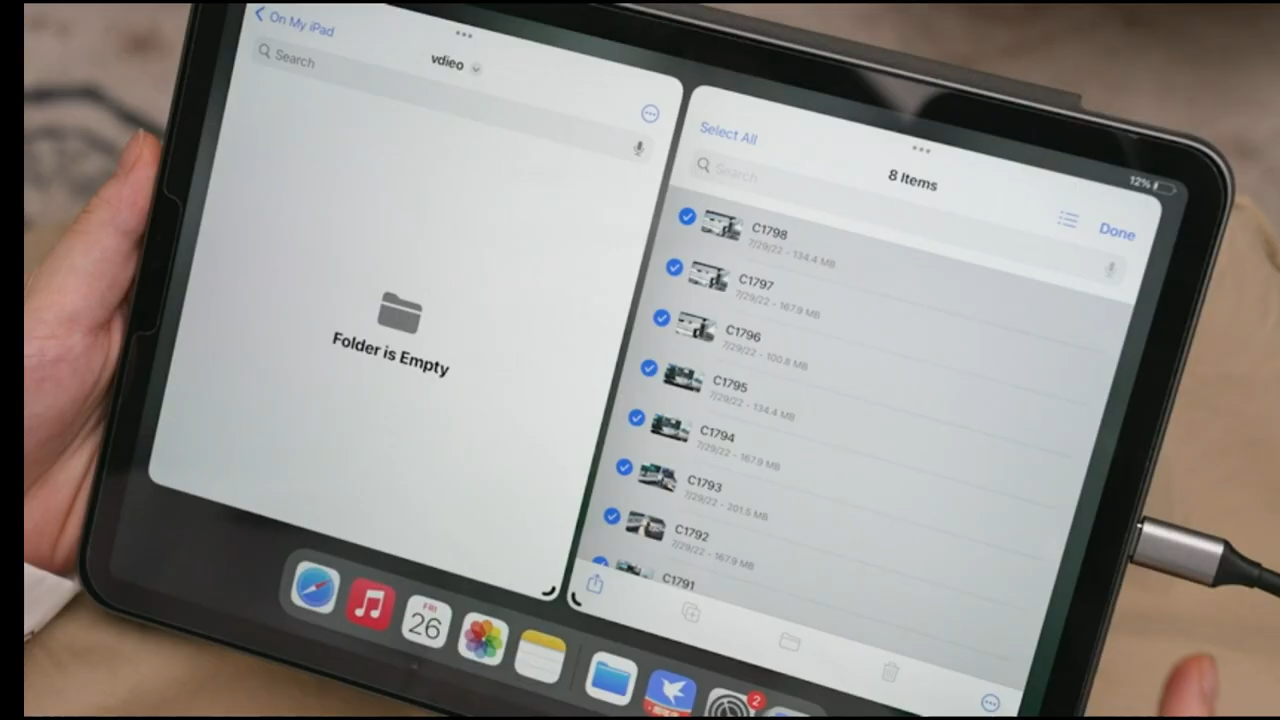 On My iPad
vdieo
Search
Folder is Empty
12%
Select All
8 Items
Search
Done
C1798
7/29/22 - 134.4 MB
C1797
7/29/22 - 167.9 MB
C1796
7/29/22 - 100.8 MB
C1795
7/29/22 - 134.4 MB
C1794
7/29/22 - 167.9 MB
C1793
7/29/22 - 201.5 MB
C1792
7/29/22 - 167.9 MB
C1791
FRI
26
2